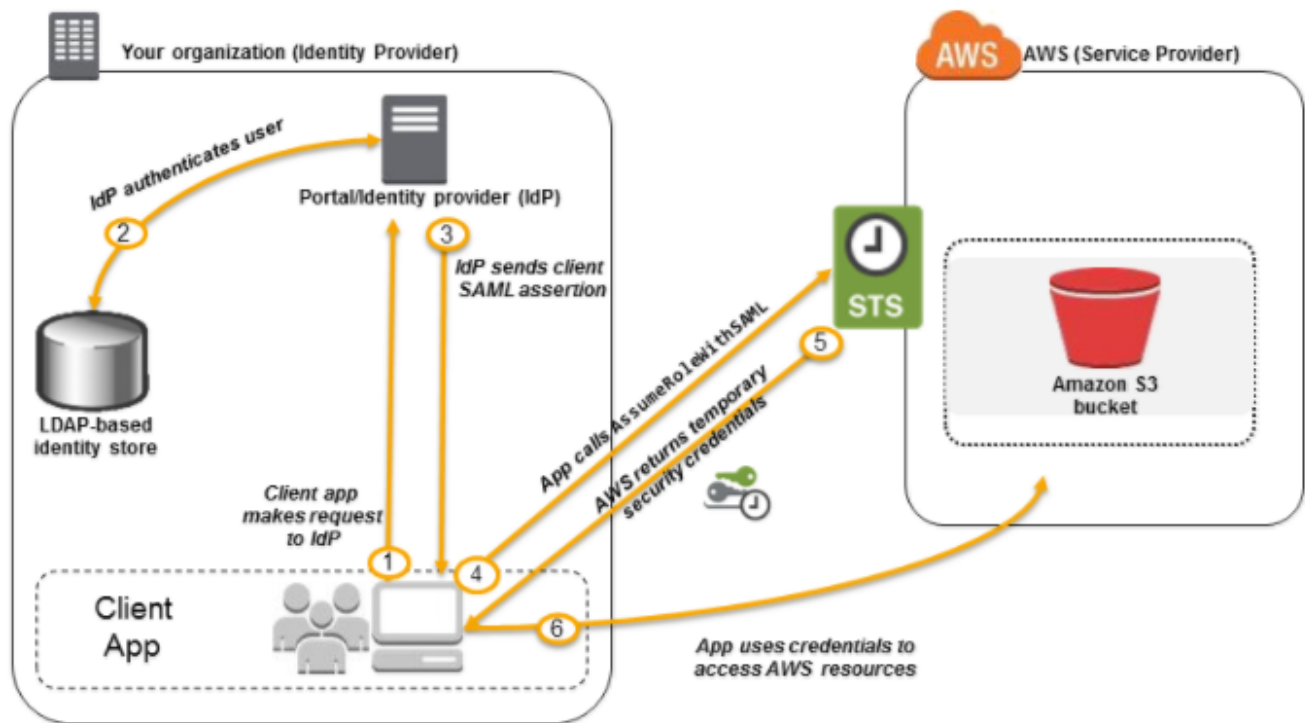 Your organization (Identity Provider)
AWS
AWS (Service Provider)
IdP authenticates user
Portal/Identity provider (IdP)
2
3
IdP sends client
SAML assertion
STS
LDAP-based
identity store
App calls AssumeRoleWithSAML
5
AWS returns temporary
security credentials
Amazon S3
bucket
Client app
makes request
to IdP
1
4
Client
App
6
App uses credentials to
access AWS resources